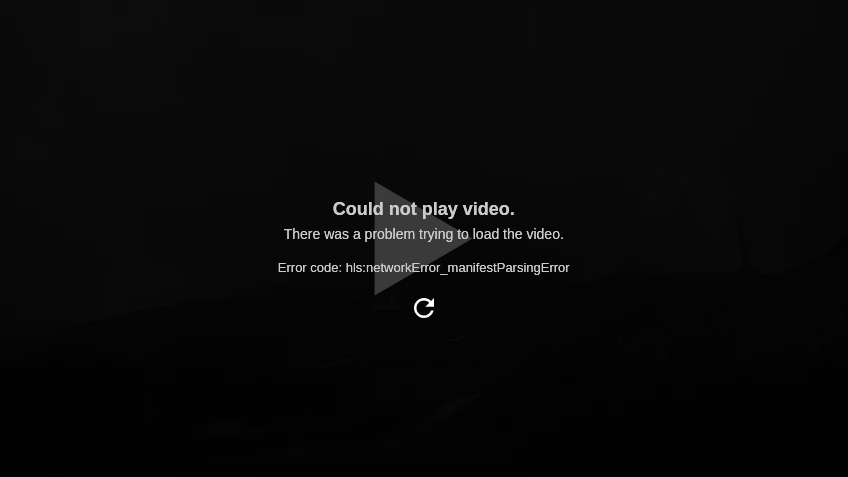 Could not play video.
There was a problem trying to load the video.
Error code: hls:networkError_manifestParsingError